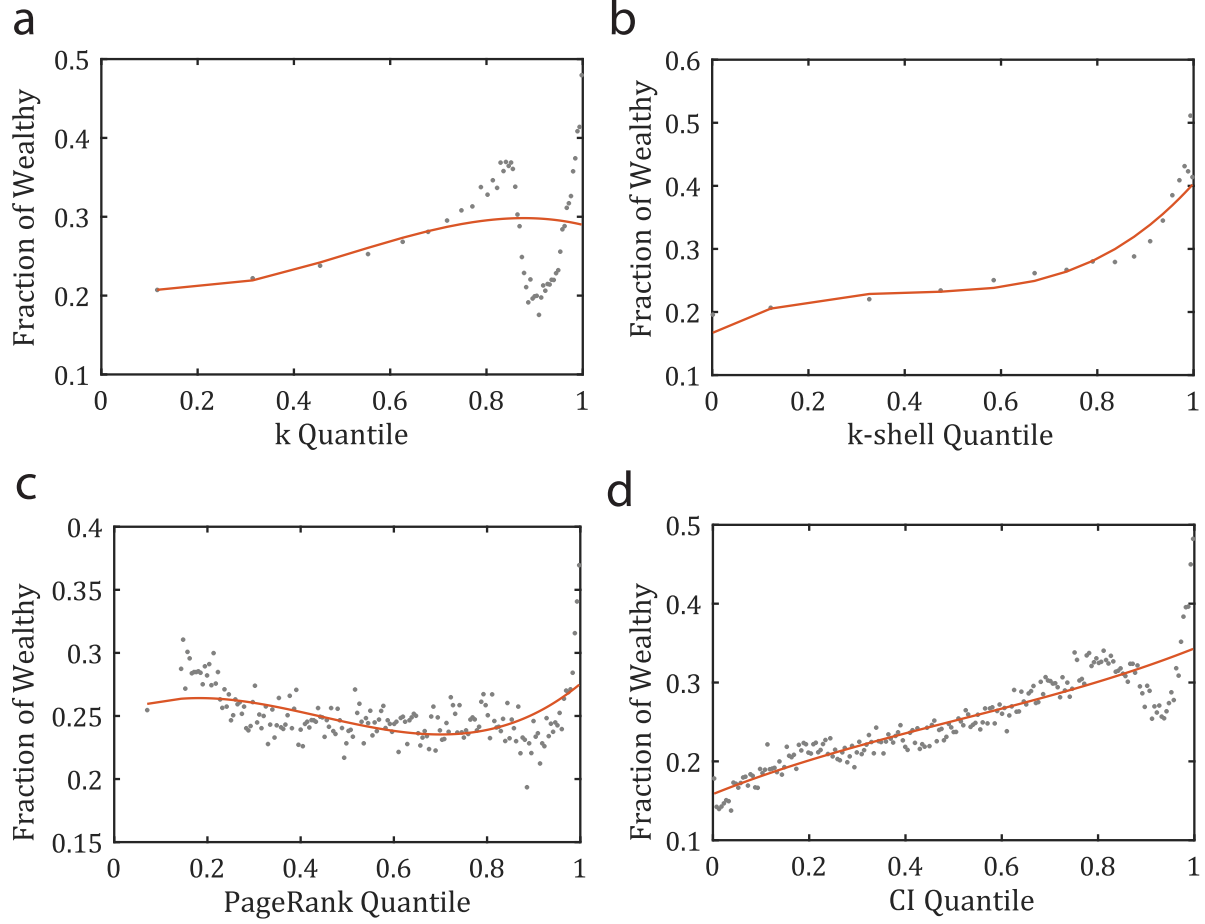 a
0.5
0.4
0.3
0.2
0.1
Fraction of Wealthy
0 0.2 0.4 0.6 0.8 1
k Quantile
b
0.6
0.5
0.4
0.3
0.2
0.1
Fraction of Wealthy
0 0.2 0.4 0.6 0.8 1
k-shell Quantile
c
0.4
0.35
0.3
0.25
0.2
0.15
Fraction of Wealthy
0 0.2 0.4 0.6 0.8 1
PageRank Quantile
d
0.5
0.4
0.3
0.2
0.1
Fraction of Wealthy
0 0.2 0.4 0.6 0.8 1
CI Quantile